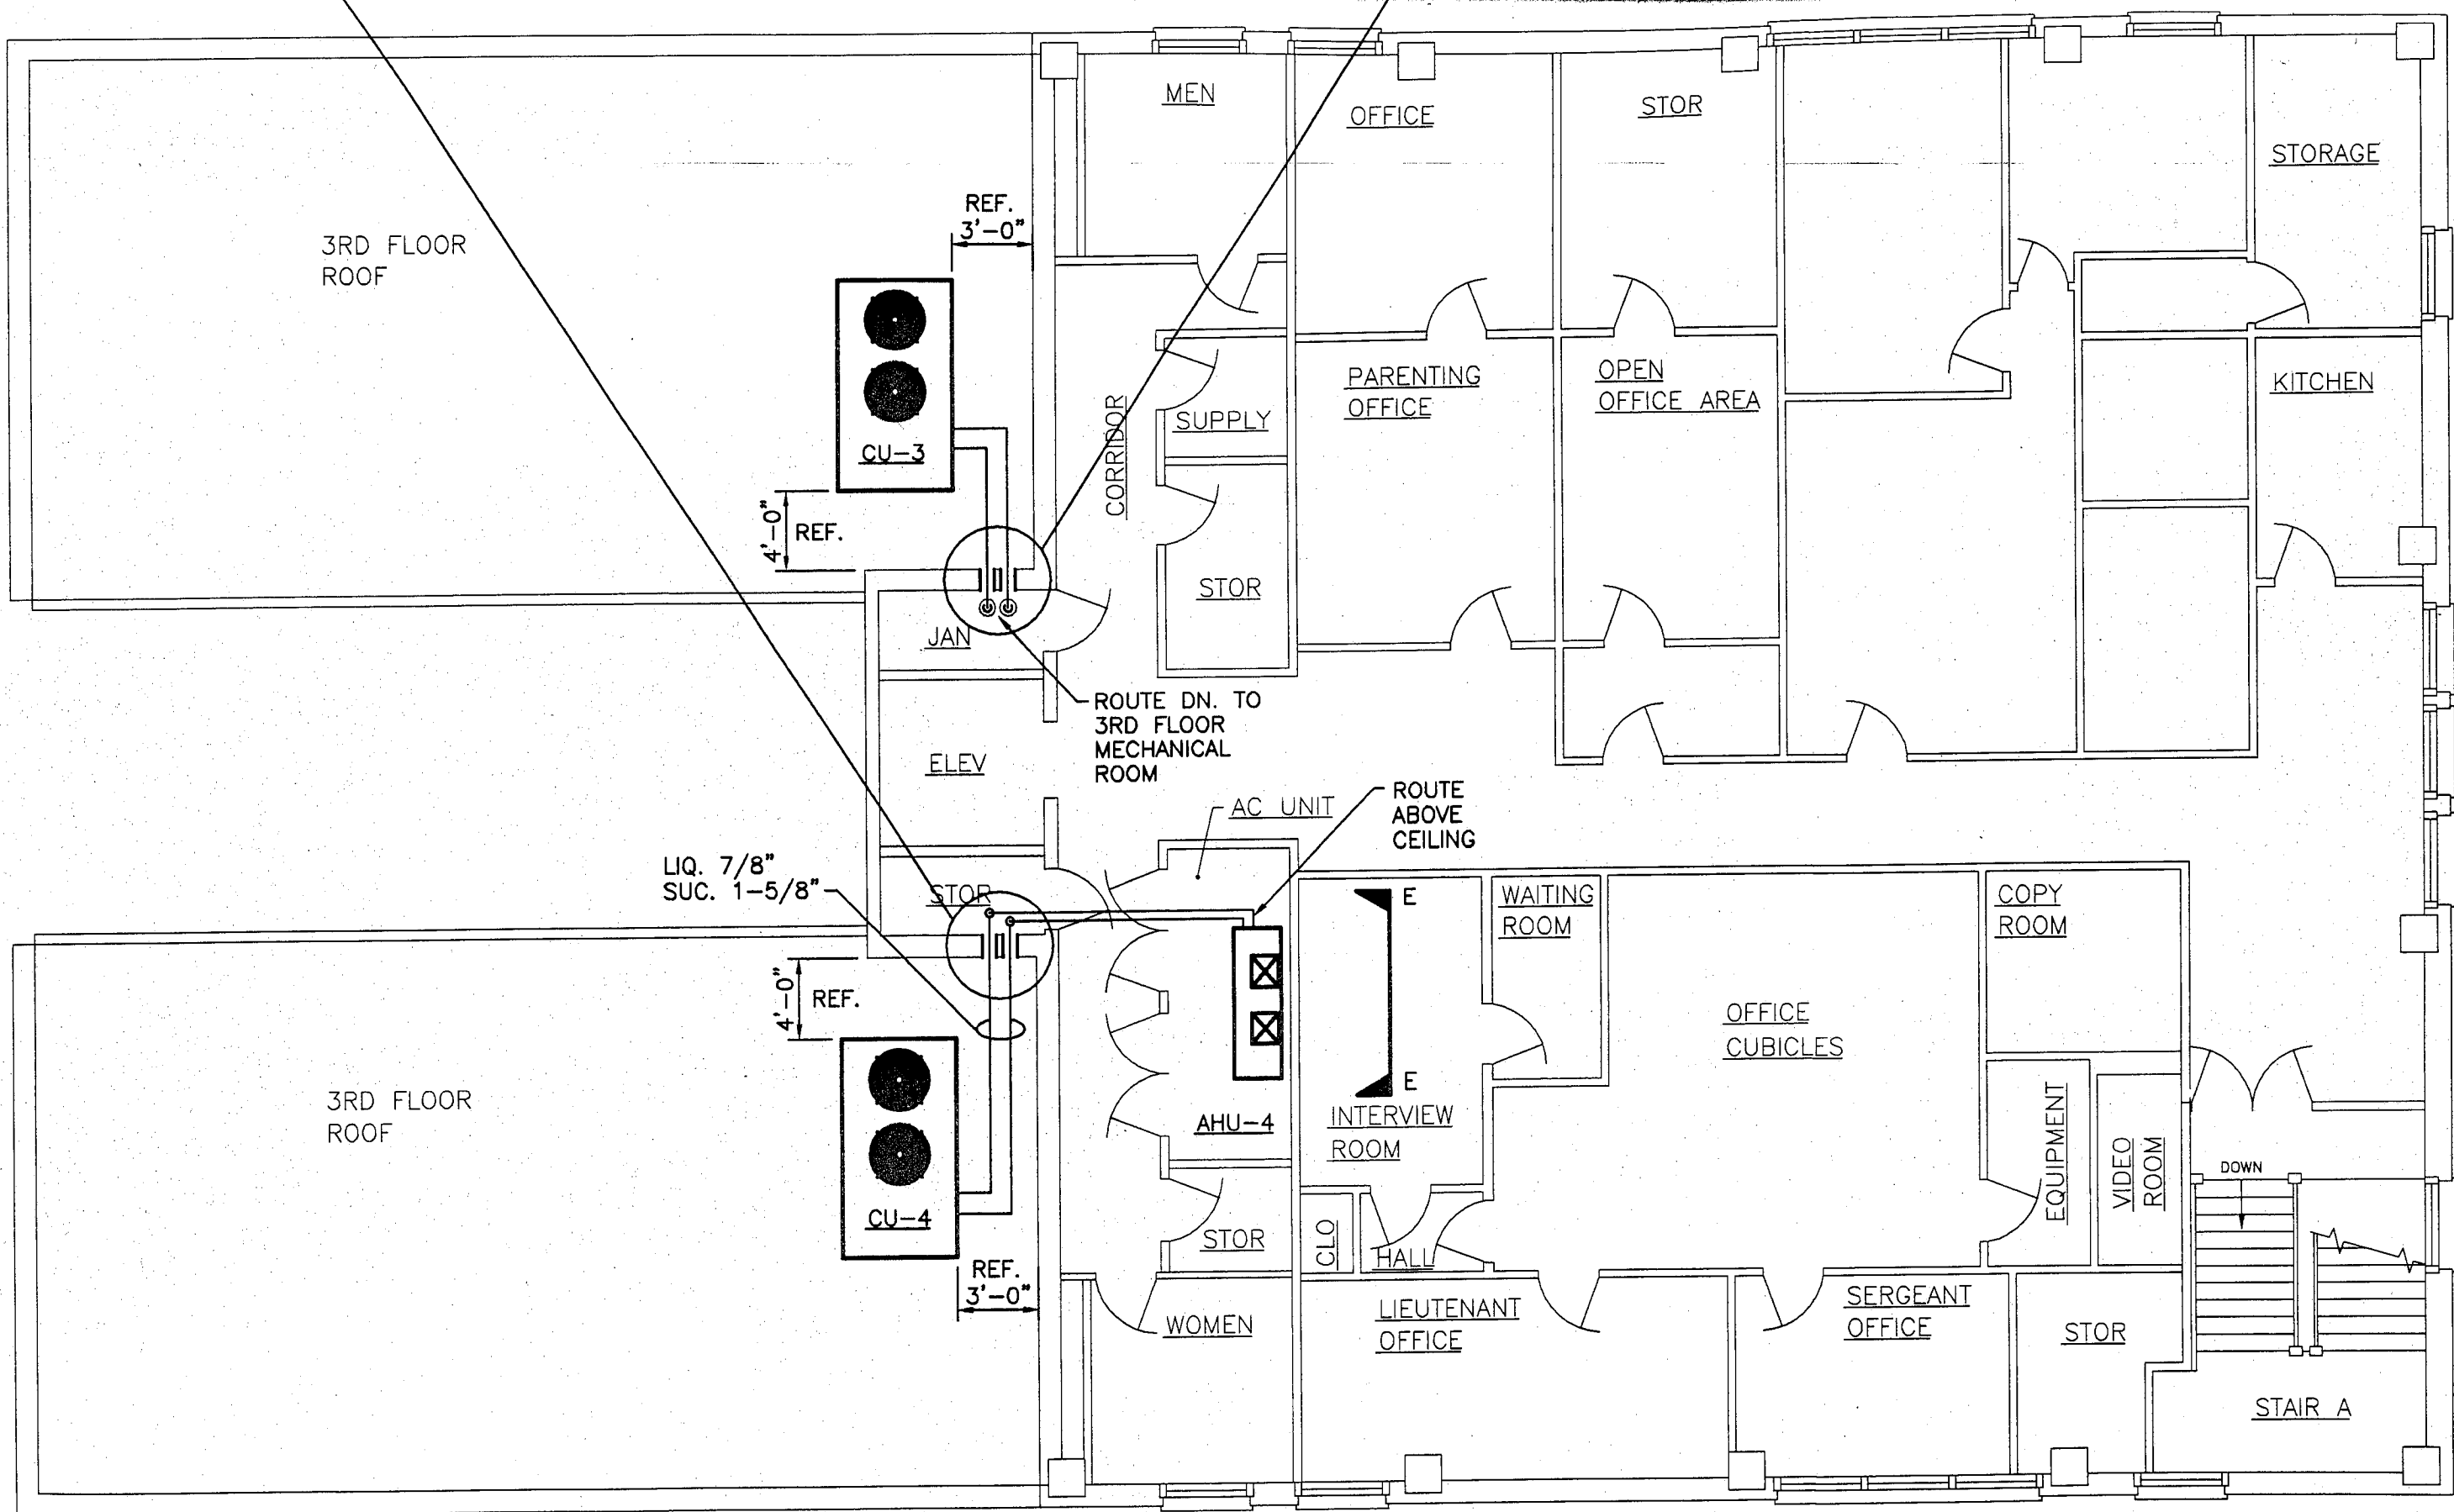 MEN
OFFICE
STOR
STORAGE
REF.
3'-0"
3RD FLOOR
ROOF
PARENTING
OFFICE
OPEN
OFFICE AREA
KITCHEN
CORRIDOR
SUPPLY
CU-3
4'-0"
REF.
STOR
JAN
ROUTE DN. TO
3RD FLOOR
MECHANICAL
ROOM
ELEV
AC UNIT
ROUTE
ABOVE
CEILING
LIQ. 7/8"
SUC. 1-5/8"
STOR
E
WAITING
ROOM
COPY
ROOM
4'-0"
REF.
OFFICE
CUBICLES
3RD FLOOR
ROOF
E
AHU-4
INTERVIEW
ROOM
EQUIPMENT
VIDEO
ROOM
DOWN
CU-4
STOR
CLO
HALL
REF.
3'-0"
WOMEN
LIEUTENANT
OFFICE
SERGEANT
OFFICE
STOR
STAIR A